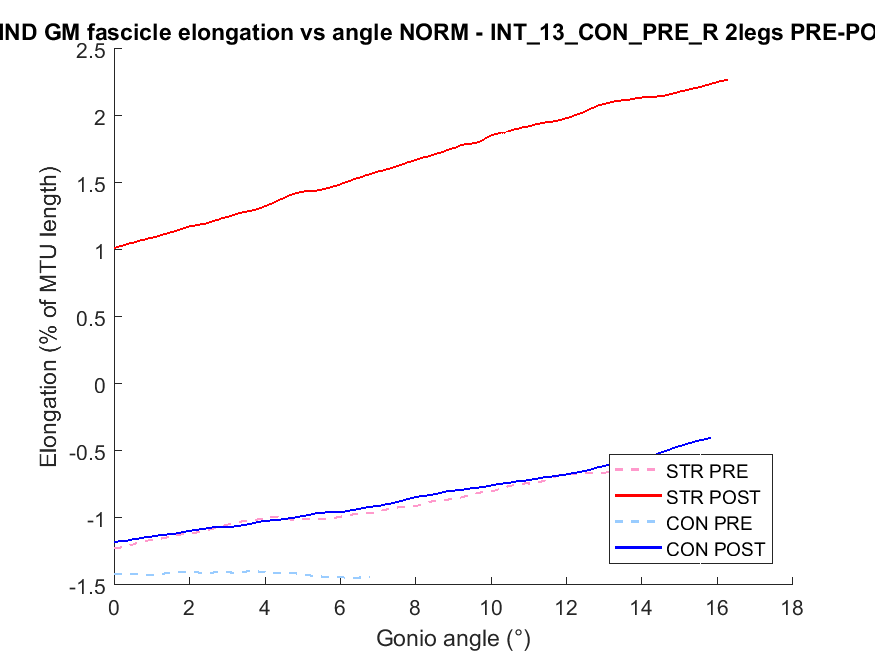 IND GM fascicle elongation vs angle NORM - INT_13_CON_PRE_R 2legs PRE-PO
2.5
2
1.5
1
0.5
0
-0.5
-1
-1.5
Elongation (% of MTU length)
0 2 4 6 8 10 12 14 16 18
Gonio angle (°)
STR PRE
STR POST
CON PRE
CON POST